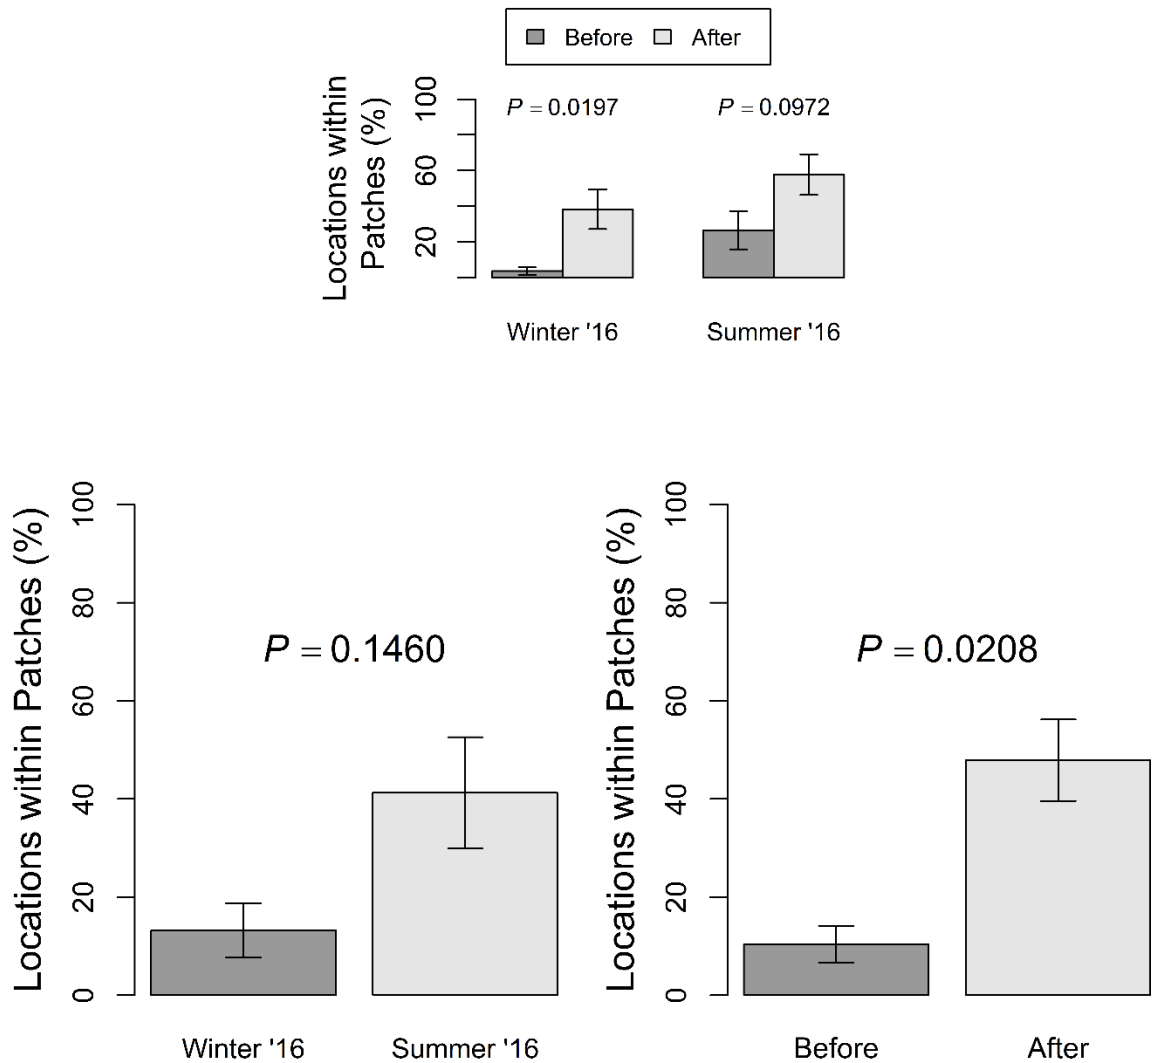 Before After
Locations within
Patches (%)
100
60
20
P = 0.0197
P = 0.0972
Winter '16
Summer '16
Locations within Patches (%)
100
80
60
40
20
0
P = 0.1460
Winter '16
Summer '16
Locations within Patches (%)
100
80
60
40
20
0
P = 0.0208
Before
After